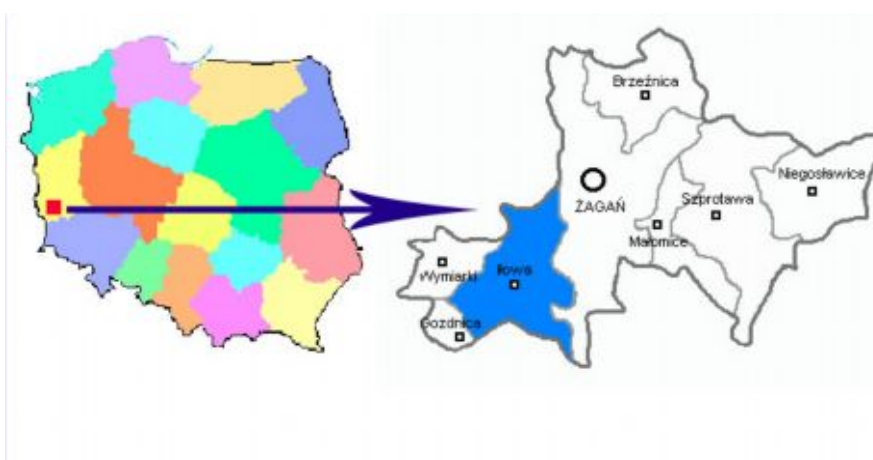 Brzeźnica
Niegosławice
ŻAGAŃ
Szprotawa
Małomice
Wymiarki
Iłowa
Gozdnica